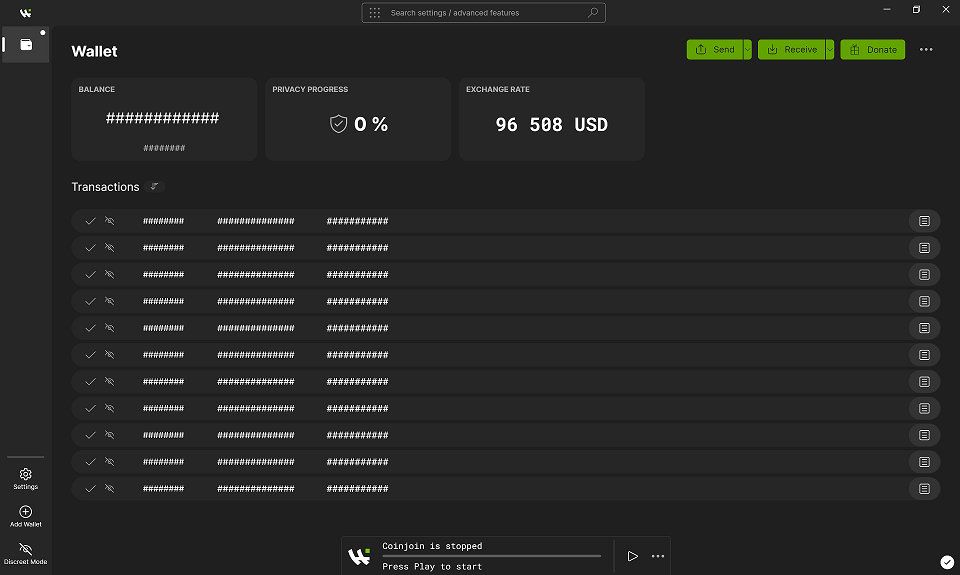 Search settings / advanced features
Wallet
Send
Receive
Donate
BALANCE
############
########
PRIVACY PROGRESS
0 %
EXCHANGE RATE
96 508 USD
Transactions
######## ############## ###########
######## ############## ###########
######## ############## ###########
######## ############## ###########
######## ############## ###########
######## ############## ###########
######## ############## ###########
######## ############## ###########
######## ############## ###########
######## ############## ###########
######## ############## ###########
Settings
Add Wallet
Discreet Mode
Coinjoin is stopped
Press Play to start